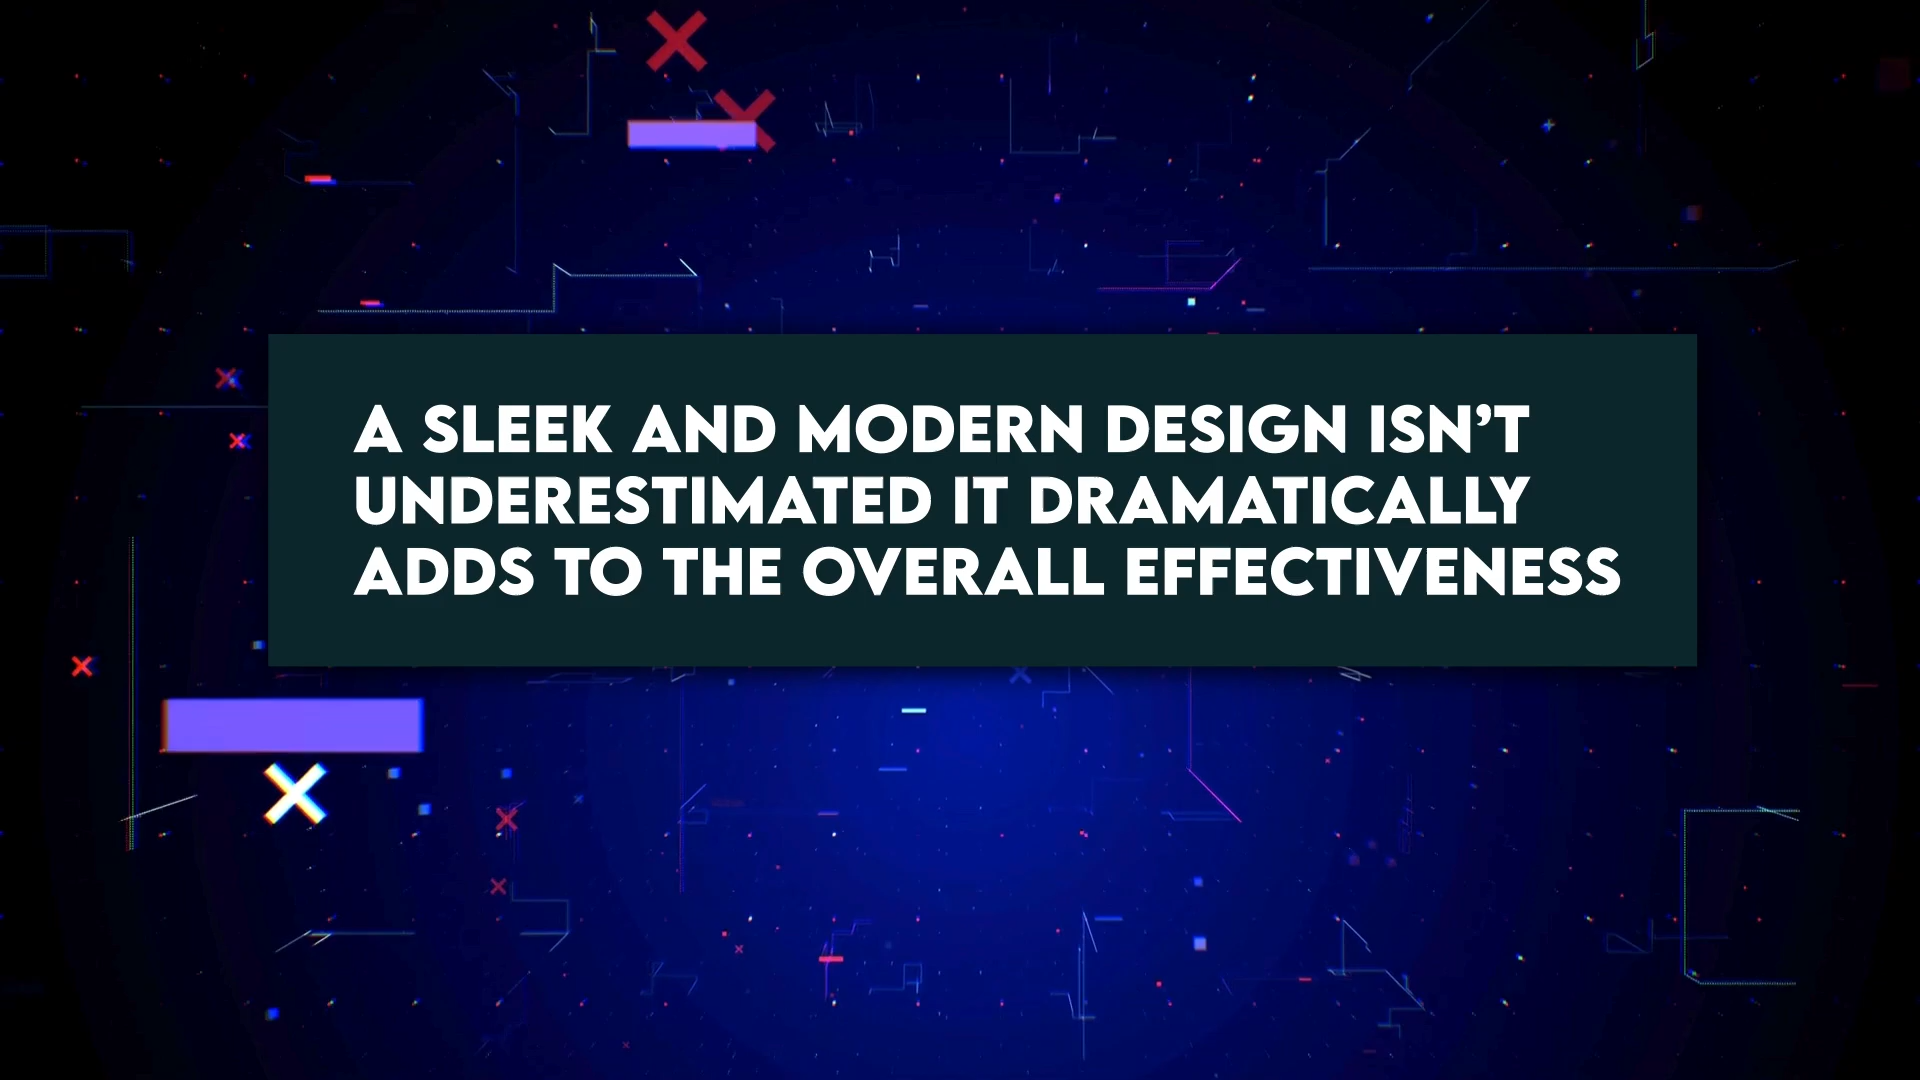 A SLEEK AND MODERN DESIGN ISN’T
UNDERESTIMATED IT DRAMATICALLY
ADDS TO THE OVERALL EFFECTIVENESS